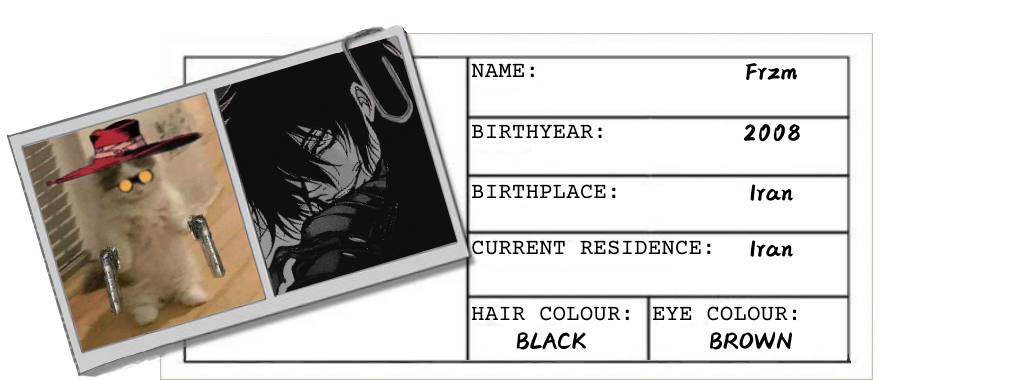 NAME: Frzm
BIRTHYEAR: 2008
BIRTHPLACE: Iran
CURRENT RESIDENCE: Iran
HAIR COLOUR: EYE COLOUR:
BLACK BROWN